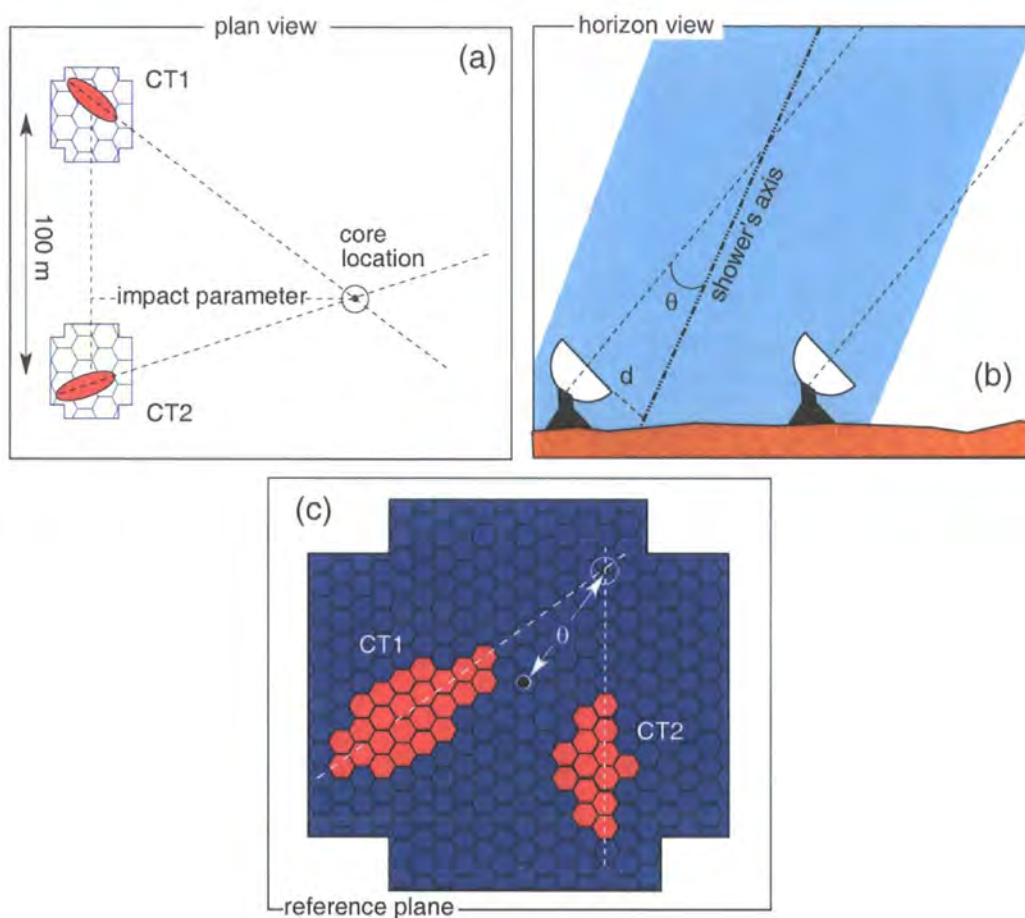 plan view
(a)
CT1
100 m
core
location
impact parameter
CT2
horizon view
shower's axis
θ
d
(b)
(c)
CT1
θ
CT2
reference plane